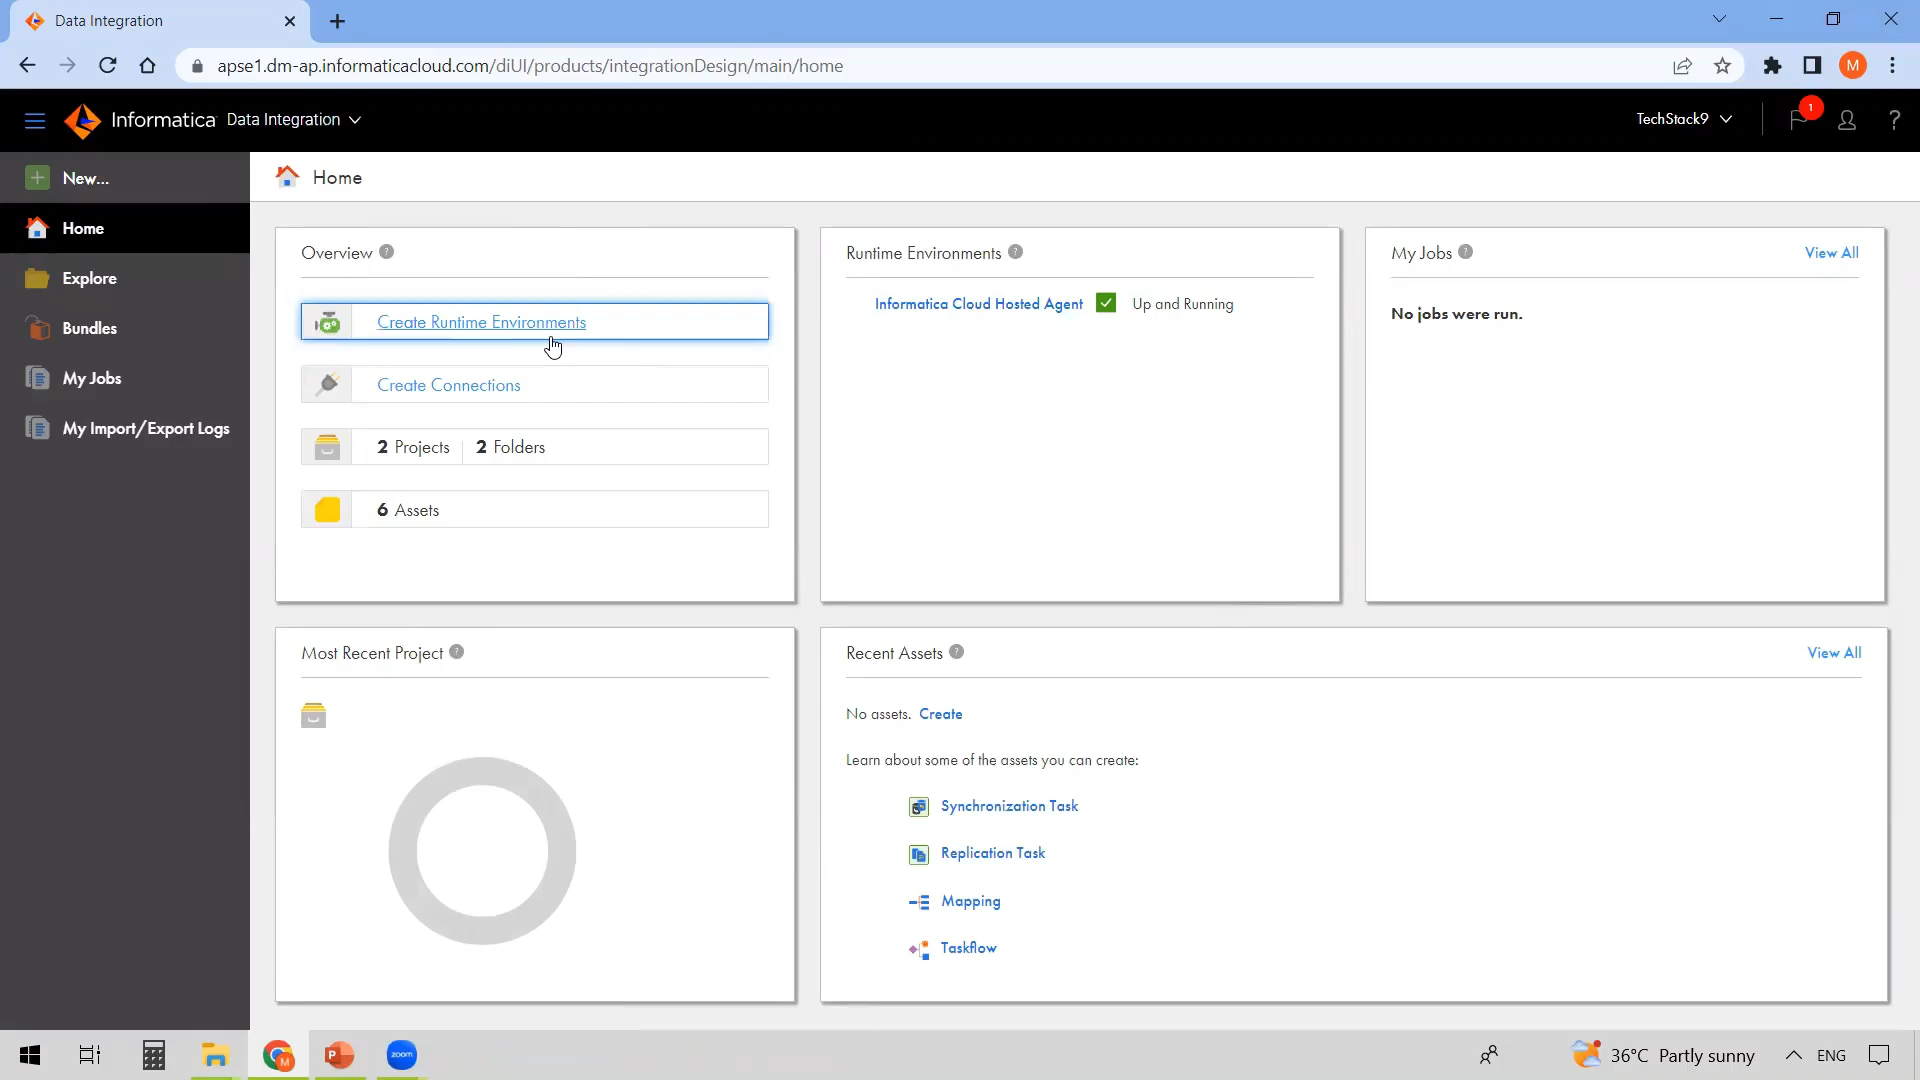 Data Integration
apse1.dm-ap.informaticacloud.com/diUI/products/integrationDesign/main/home
M
Informatica Data Integration
TechStack9
1
?
New...
Home
Explore
Bundles
My Jobs
My Import/Export Logs
Home
Overview ?
Create Runtime Environments
Create Connections
2 Projects 2 Folders
6 Assets
Runtime Environments ?
Informatica Cloud Hosted Agent Up and Running
My Jobs ? View All
No jobs were run.
Most Recent Project ?
Recent Assets ? View All
No assets. Create
Learn about some of the assets you can create:
Synchronization Task
Replication Task
Mapping
Taskflow
M
P
zoom
36°C Partly sunny
ENG